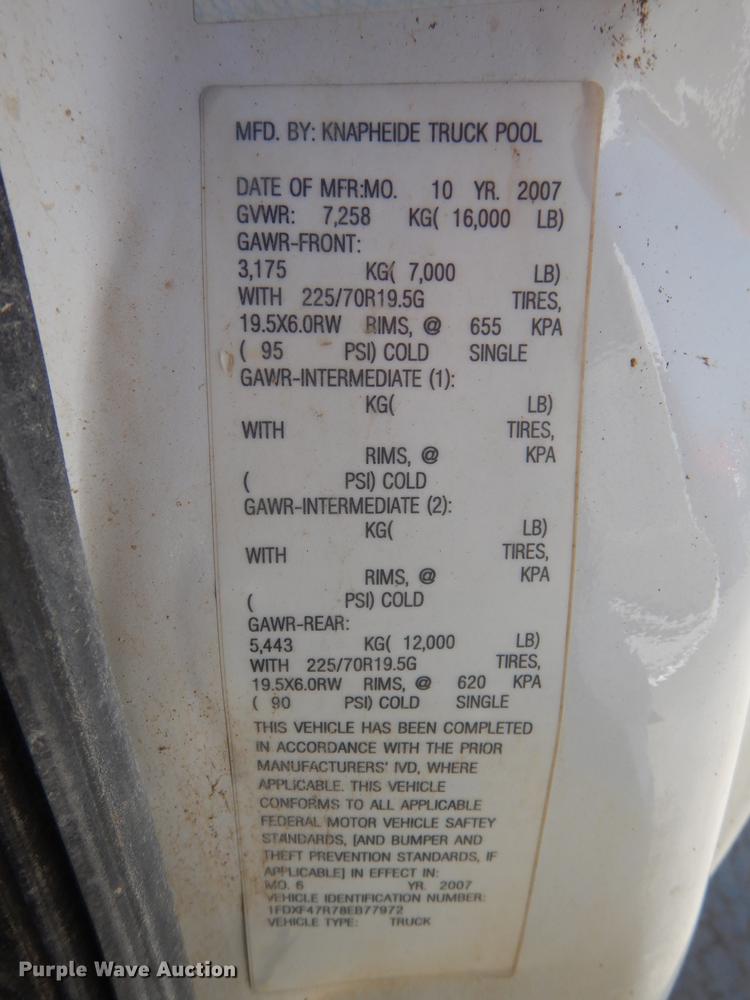 MFD. BY: KNAPHEIDE TRUCK POOL
DATE OF MFR:MO. 10 YR. 2007
GVWR: 7,258 KG( 16,000 LB)
GAWR-FRONT:
3,175 KG( 7,000 LB)
WITH 225/70R19.5G TIRES,
19.5X6.0RW RIMS, @ 655 KPA
( 95 PSI) COLD SINGLE
GAWR-INTERMEDIATE (1):
KG( LB)
WITH TIRES,
RIMS, @ KPA
( PSI) COLD
GAWR-INTERMEDIATE (2):
KG( LB)
WITH TIRES,
RIMS, @ KPA
( PSI) COLD
GAWR-REAR:
5,443 KG( 12,000 LB)
WITH 225/70R19.5G TIRES,
19.5X6.0RW RIMS, @ 620 KPA
( 90 PSI) COLD SINGLE
THIS VEHICLE HAS BEEN COMPLETED
IN ACCORDANCE WITH THE PRIOR
MANUFACTURERS' IVD, WHERE
APPLICABLE. THIS VEHICLE
CONFORMS TO ALL APPLICABLE
FEDERAL MOTOR VEHICLE SAFTEY
STANDARDS, [AND BUMPER AND
THEFT PREVENTION STANDARDS, IF
APPLICABLE] IN EFFECT IN:
MO. 6 YR. 2007
VEHICLE IDENTIFICATION NUMBER:
1FDXF47R78EB77972
VEHICLE TYPE: TRUCK
Purple Wave Auction